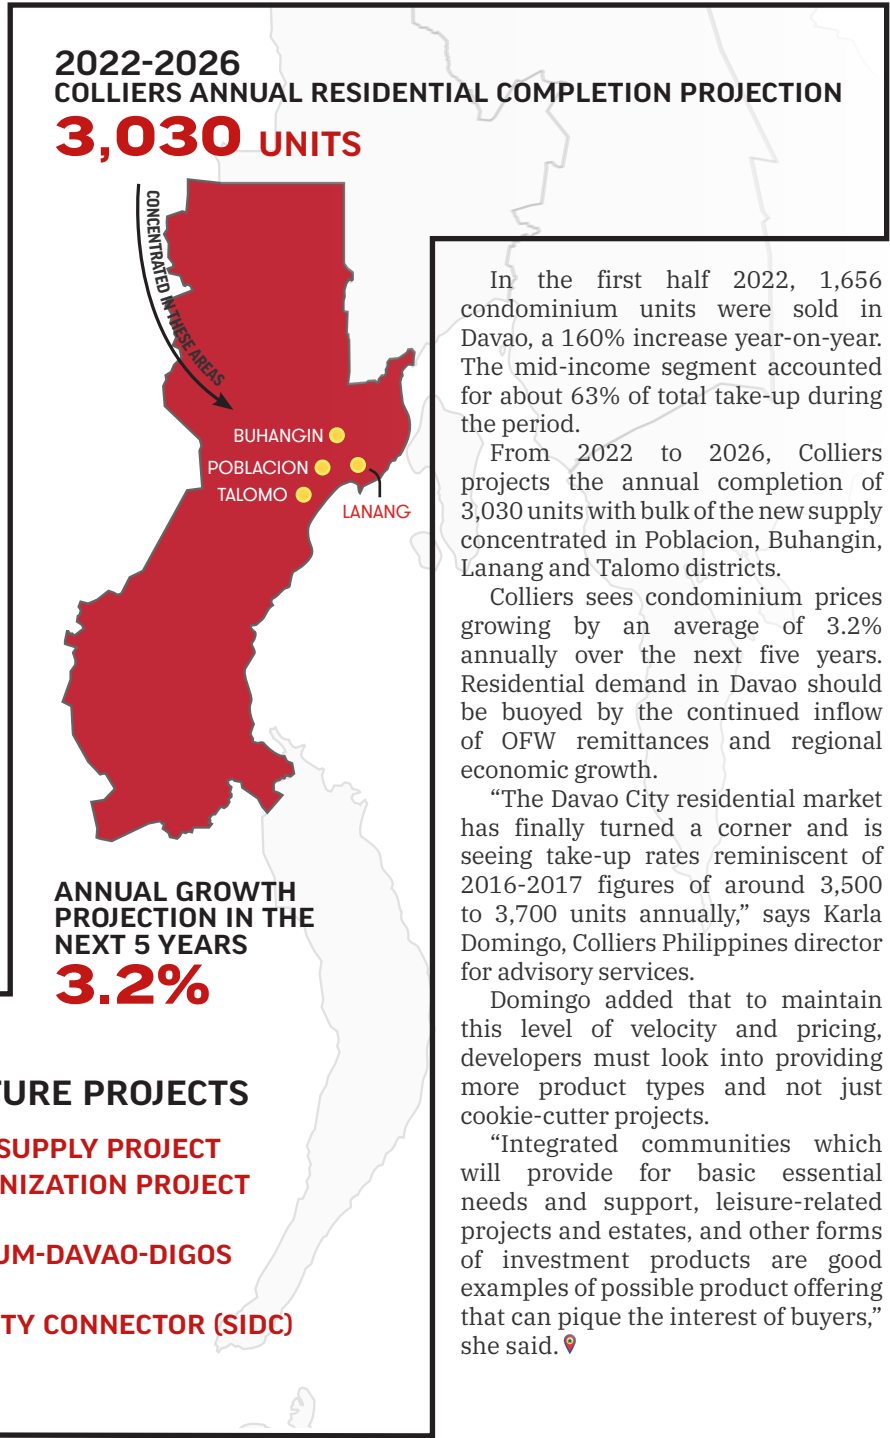 2022-2026
COLLIERS ANNUAL RESIDENTIAL COMPLETION PROJECTION
3,030 UNITS
CONCENTRATED IN THESE AREAS
BUHANGIN
POBLACION
TALOMO
LANANG
ANNUAL GROWTH
PROJECTION IN THE
NEXT 5 YEARS
3.2%
TURE PROJECTS
SUPPLY PROJECT
NIZATION PROJECT
UM-DAVAO-DIGOS
TY CONNECTOR (SIDC)
In the first half 2022, 1,656
condominium units were sold in
Davao, a 160% increase year-on-year.
The mid-income segment accounted
for about 63% of total take-up during
the period.
From 2022 to 2026, Colliers
projects the annual completion of
3,030 units with bulk of the new supply
concentrated in Poblacion, Buhangin,
Lanang and Talomo districts.
Colliers sees condominium prices
growing by an average of 3.2%
annually over the next five years.
Residential demand in Davao should
be buoyed by the continued inflow
of OFW remittances and regional
economic growth.
“The Davao City residential market
has finally turned a corner and is
seeing take-up rates reminiscent of
2016-2017 figures of around 3,500
to 3,700 units annually,” says Karla
Domingo, Colliers Philippines director
for advisory services.
Domingo added that to maintain
this level of velocity and pricing,
developers must look into providing
more product types and not just
cookie-cutter projects.
“Integrated communities which
will provide for basic essential
needs and support, leisure-related
projects and estates, and other forms
of investment products are good
examples of possible product offering
that can pique the interest of buyers,”
she said.